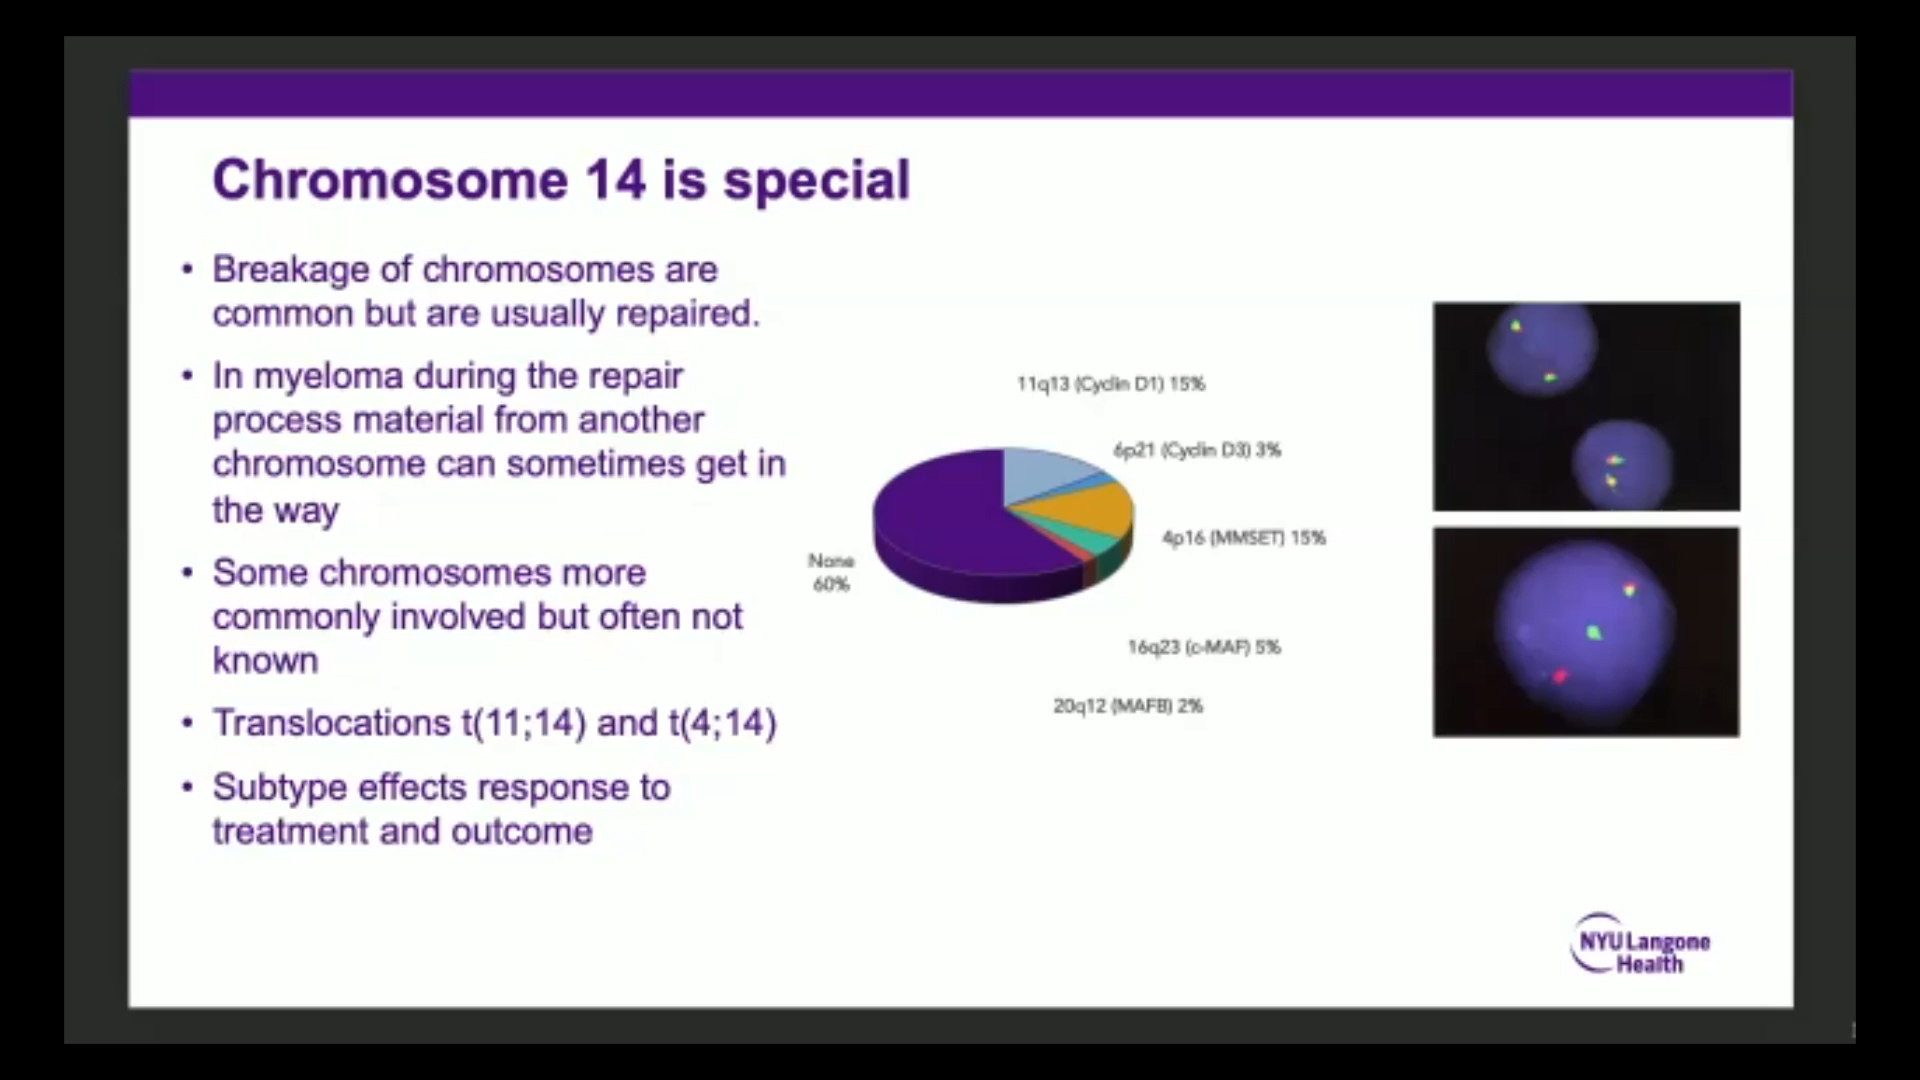 Chromosome 14 is special
• Breakage of chromosomes are
common but are usually repaired.
• In myeloma during the repair
process material from another
chromosome can sometimes get in
the way
• Some chromosomes more
commonly involved but often not
known
• Translocations t(11;14) and t(4;14)
• Subtype effects response to
treatment and outcome
11q13 (Cyclin D1) 15%
6p21 (Cyclin D3) 3%
4p16 (MMSET) 15%
None
60%
16q23 (c-MAF) 5%
20q12 (MAFB) 2%
NYU Langone
Health